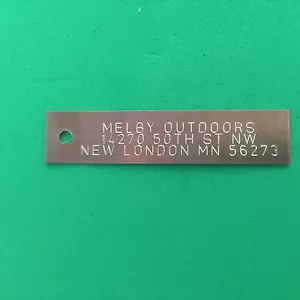 MELBY OUTDOORS
14270 50TH ST NW
NEW LONDON MN 56273